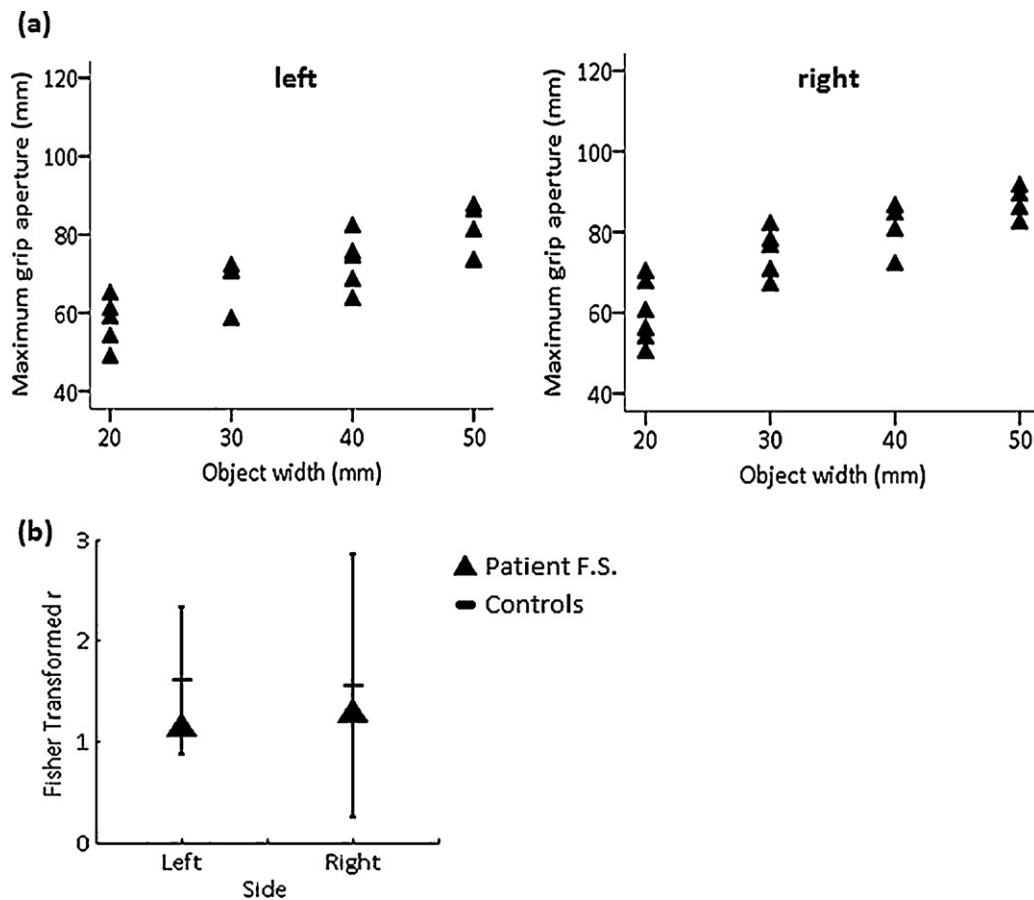 (a)
left
Maximum grip aperture (mm)
120
100
80
60
40
20 30 40 50
Object width (mm)
right
Maximum grip aperture (mm)
120
100
80
60
40
20 30 40 50
Object width (mm)
(b)
Fisher Transformed r
3
2
1
0
Left Right
Side
Patient F.S.
Controls